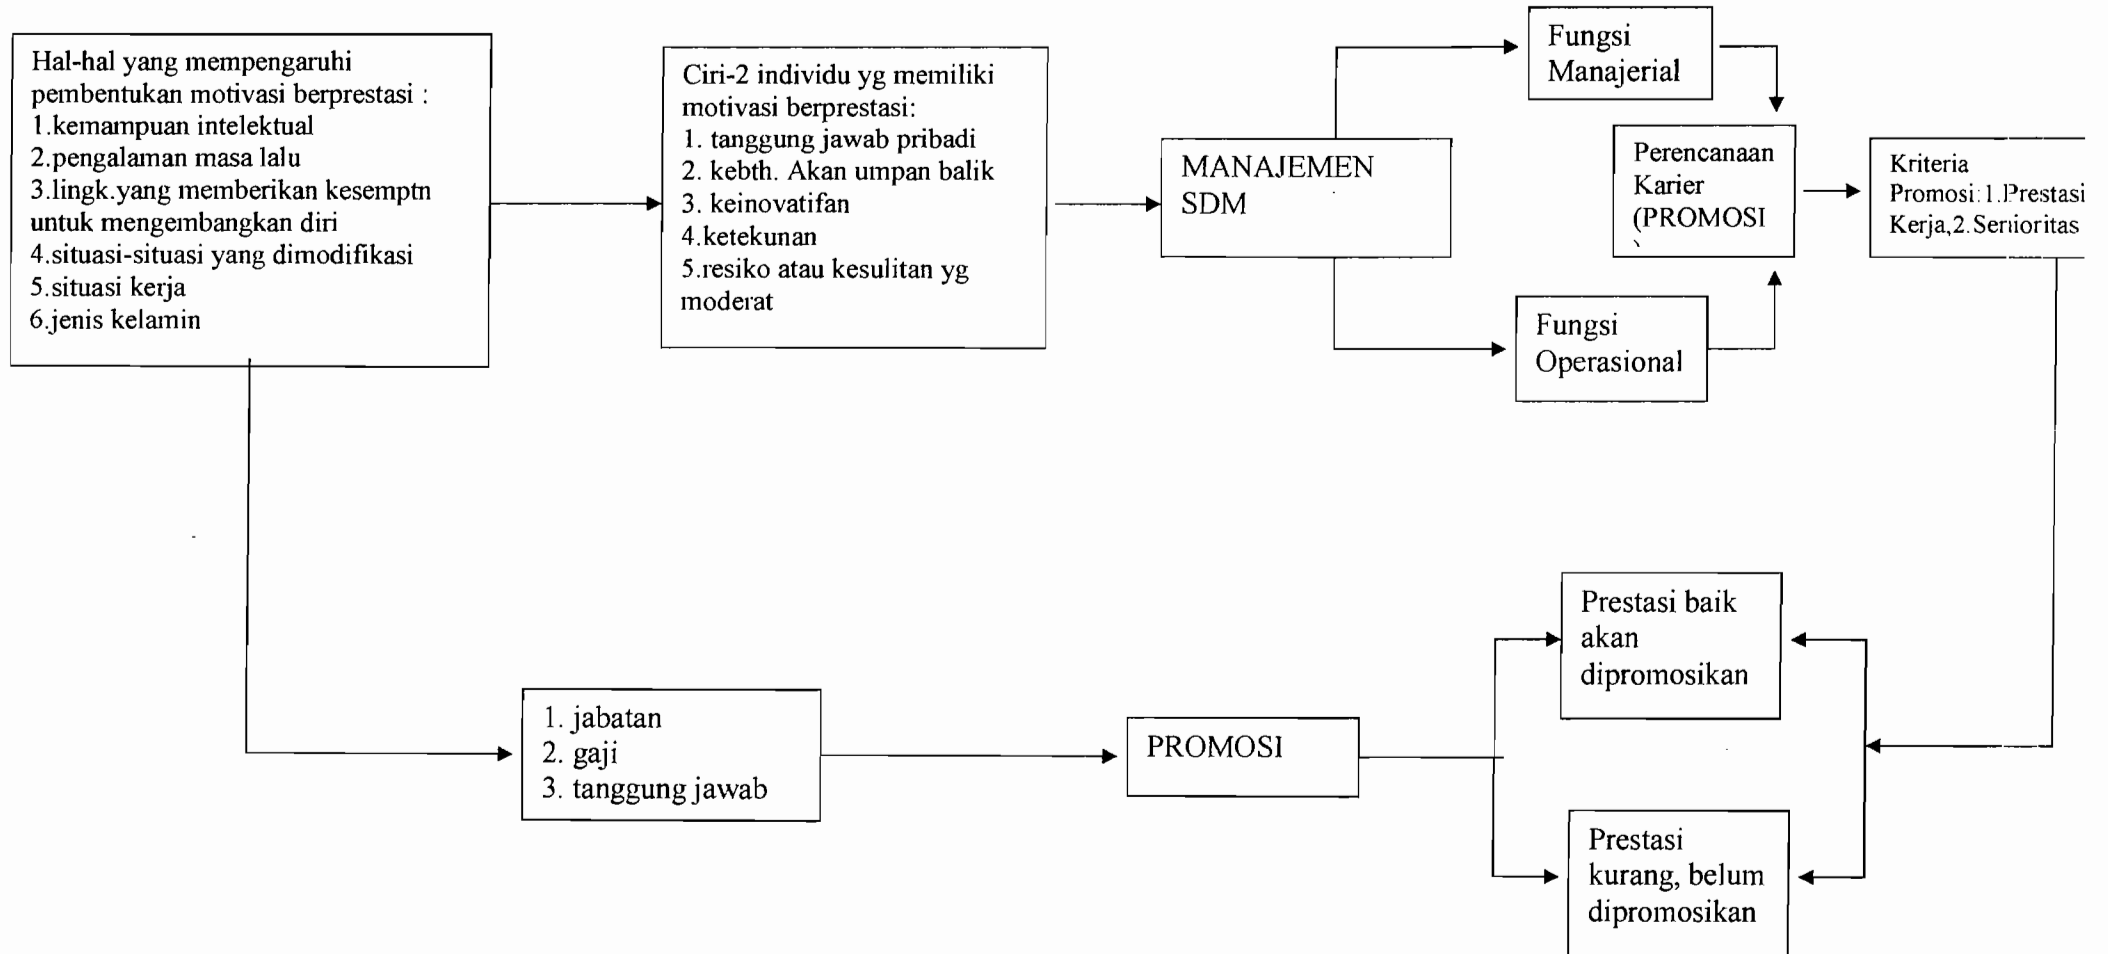 Hal-hal yang mempengaruhi
pembentukan motivasi berprestasi :
1.kemampuan intelektual
2.pengalaman masa lalu
3.lingk.yang memberikan kesemptn
untuk mengembangkan diri
4.situasi-situasi yang dimodifikasi
5.situasi kerja
6.jenis kelamin
Ciri-2 individu yg memiliki
motivasi berprestasi:
1. tanggung jawab pribadi
2. kebth. Akan umpan balik
3. keinovatifan
4.ketekunan
5.resiko atau kesulitan yg
moderat
MANAJEMEN
SDM
Fungsi
Manajerial
Fungsi
Operasional
Perencanaan
Karier
(PROMOSI
Kriteria
Promosi:1.Prestasi
Kerja,2.Senioritas
1. jabatan
2. gaji
3. tanggung jawab
PROMOSI
Prestasi baik
akan
dipromosikan
Prestasi
kurang, belum
dipromosikan